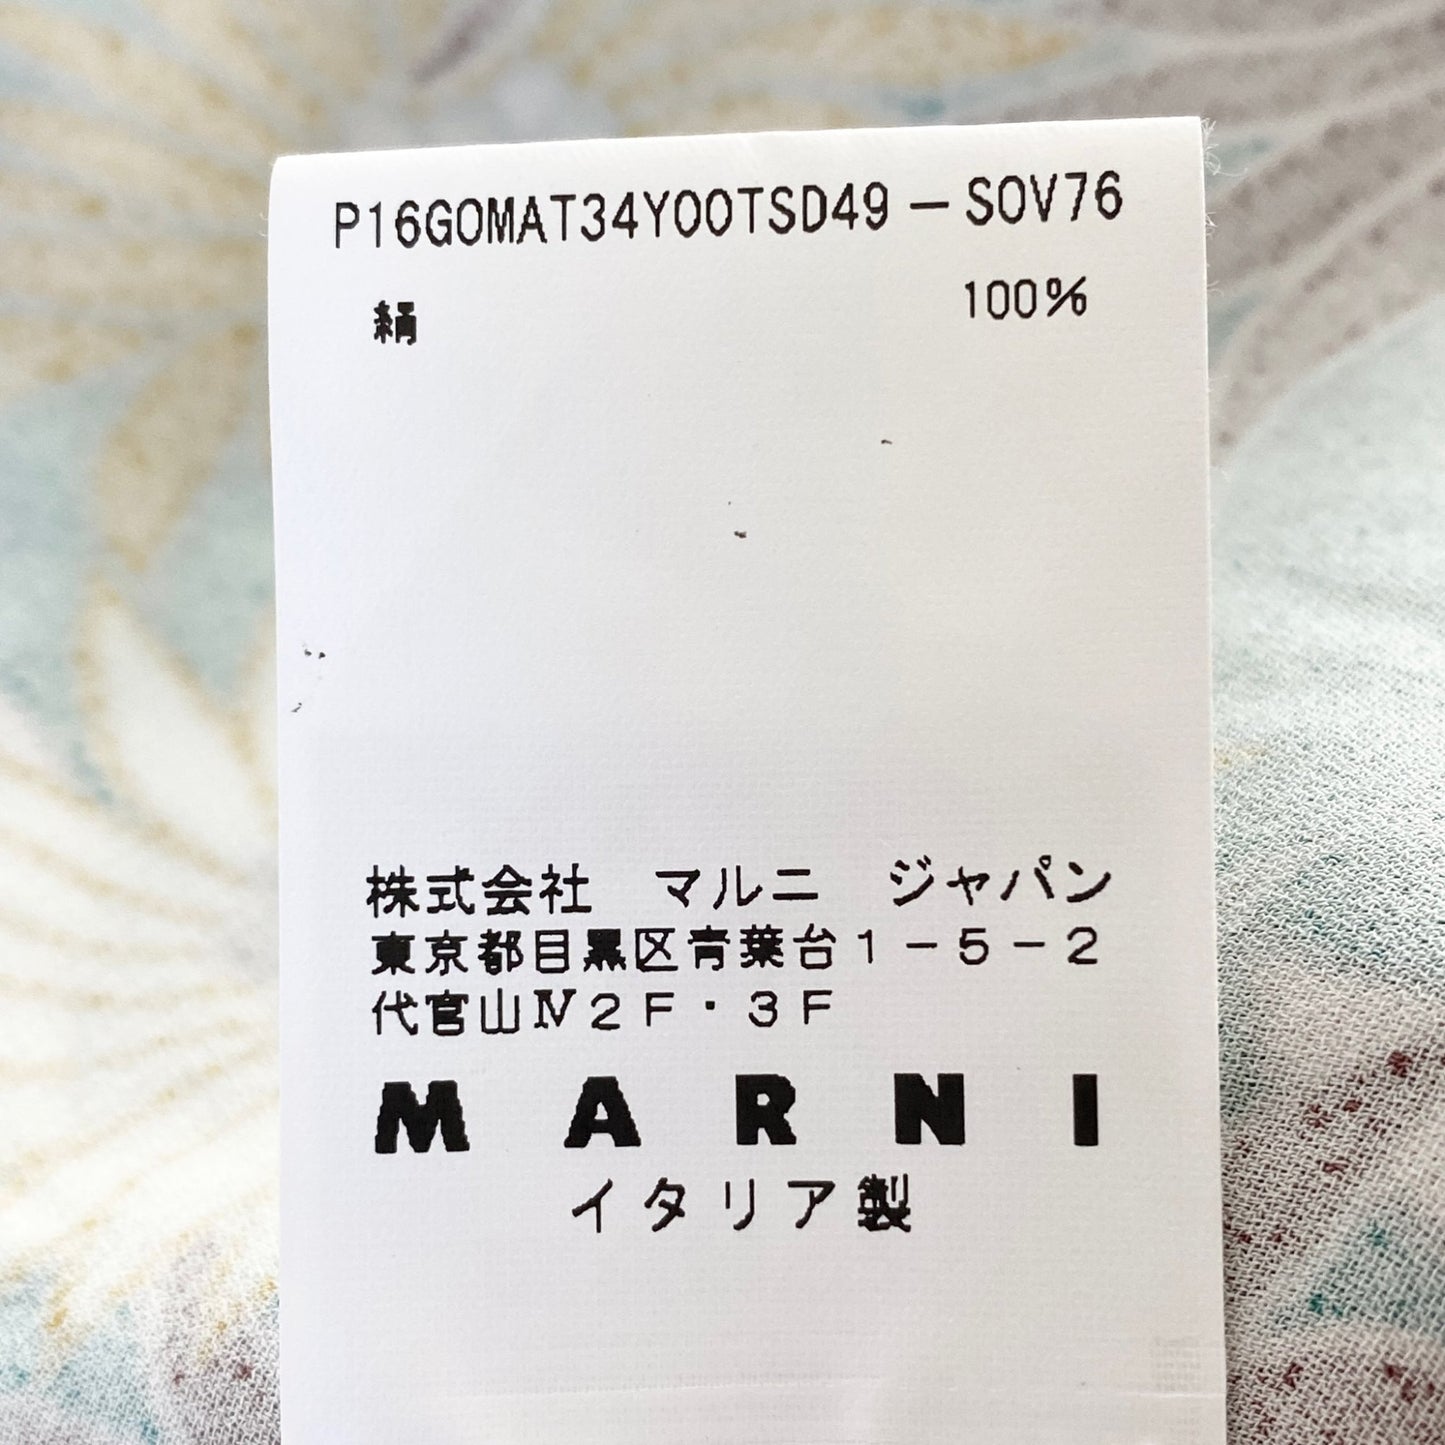 P16GOMAT34Y00TSD49-SOV76
絹 100%
株式会社 マルニ ジャパン
東京都目黒区青葉台1-5-2
代官山Ⅳ2F・3F
MARNI
イタリア製